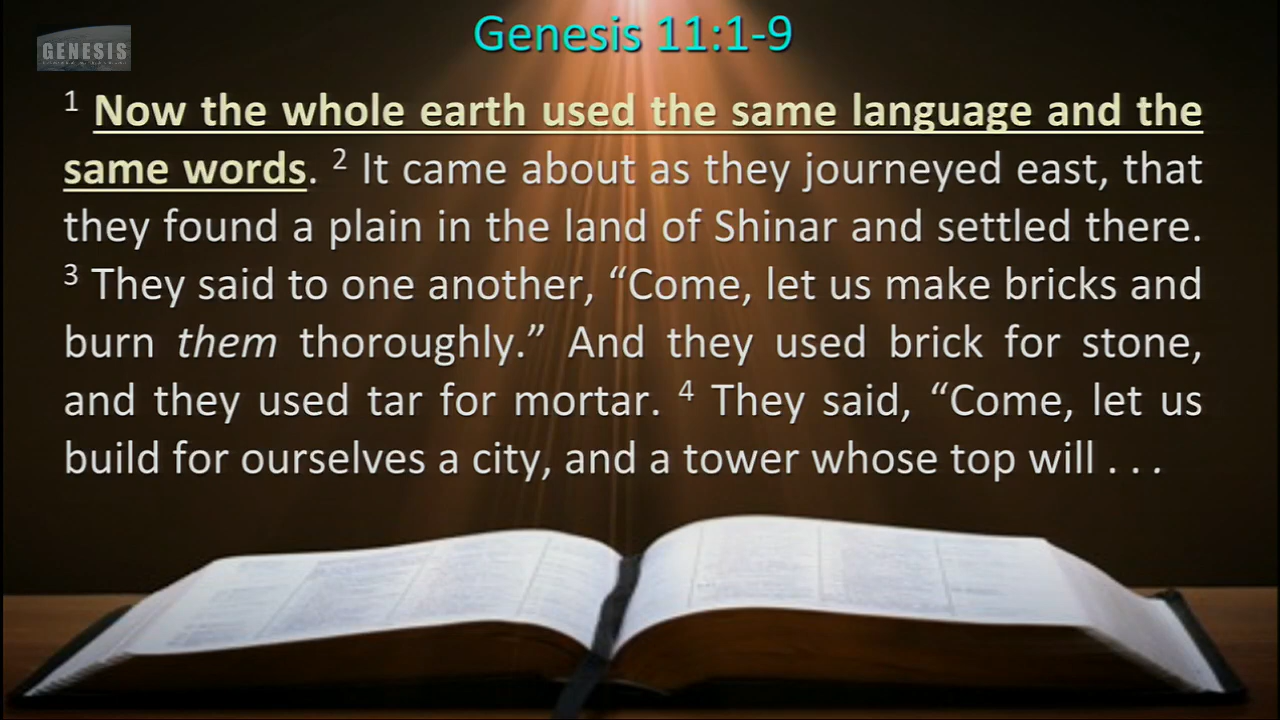 GENESIS
Genesis 11:1-9
1 Now the whole earth used the same language and the
same words. 2 It came about as they journeyed east, that
they found a plain in the land of Shinar and settled there.
3 They said to one another, “Come, let us make bricks and
burn them thoroughly.” And they used brick for stone,
and they used tar for mortar. 4 They said, “Come, let us
build for ourselves a city, and a tower whose top will . . .